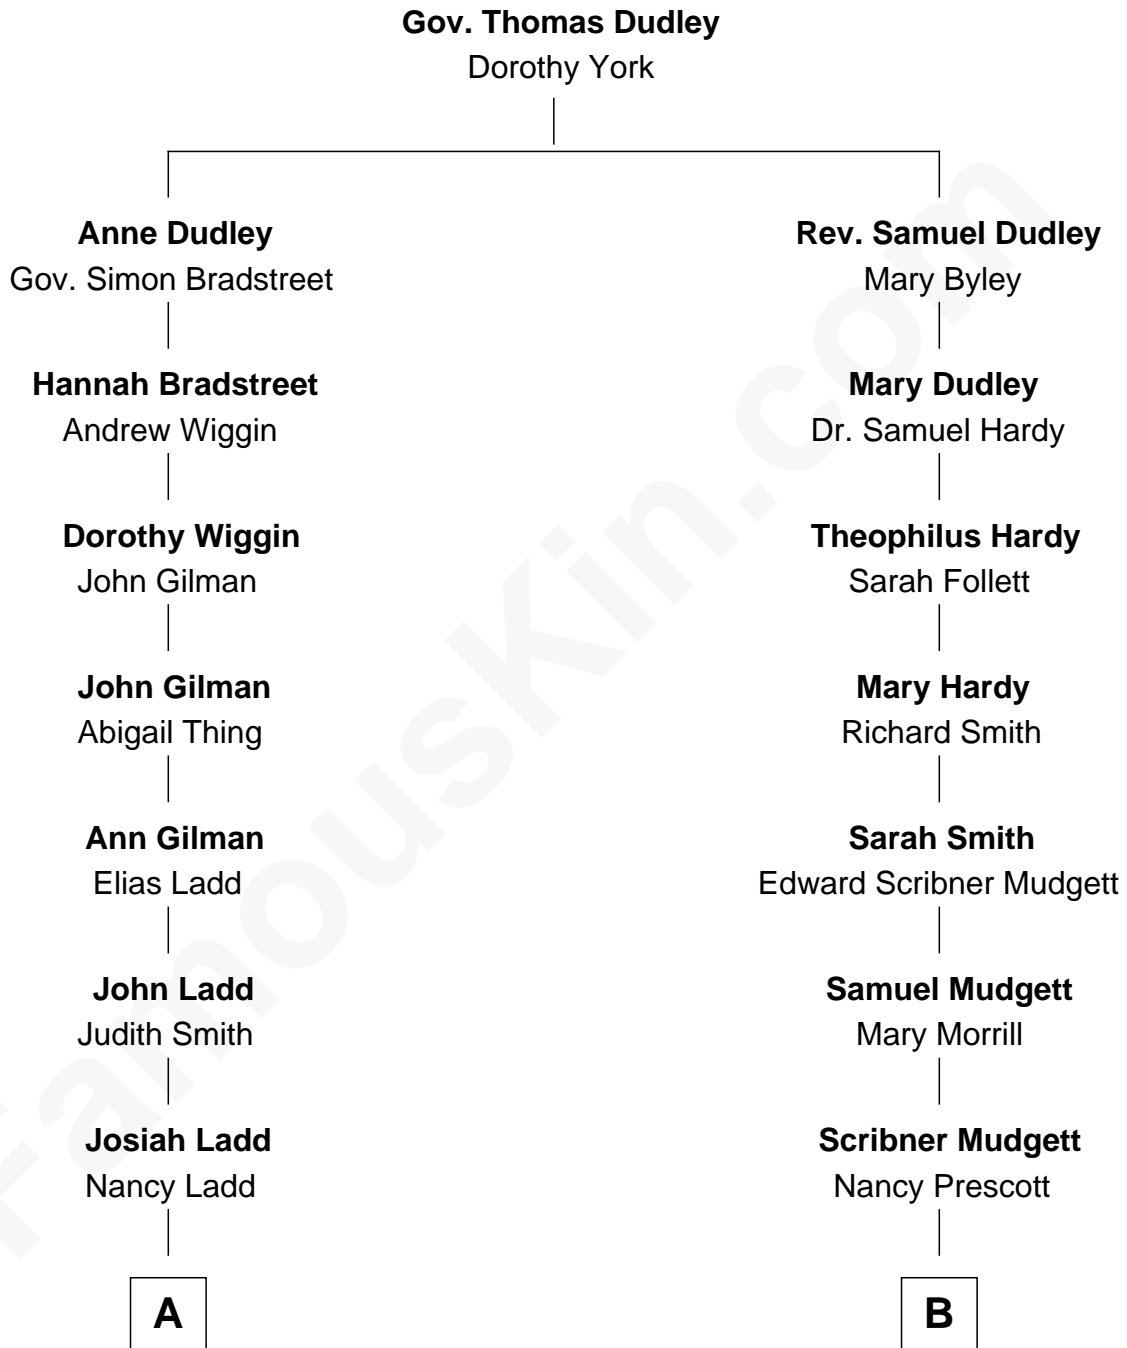 Gov. Thomas Dudley
Dorothy York
Anne Dudley
Gov. Simon Bradstreet
Hannah Bradstreet
Andrew Wiggin
Dorothy Wiggin
John Gilman
John Gilman
Abigail Thing
Ann Gilman
Elias Ladd
John Ladd
Judith Smith
Josiah Ladd
Nancy Ladd
A
Rev. Samuel Dudley
Mary Byley
Mary Dudley
Dr. Samuel Hardy
Theophilus Hardy
Sarah Follett
Mary Hardy
Richard Smith
Sarah Smith
Edward Scribner Mudgett
Samuel Mudgett
Mary Morrill
Scribner Mudgett
Nancy Prescott
B
FamousKin.com